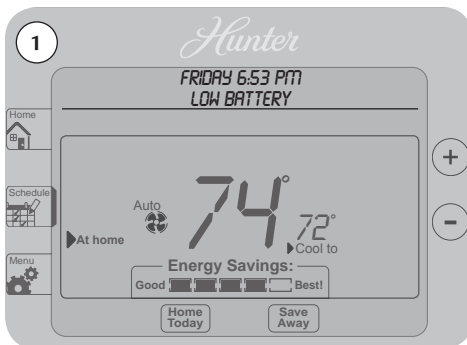 1
Hunter
FRIDAY 6:53 PM
LOW BATTERY
Home
Schedule
Menu
Auto
At home
74°
72°
Cool to
Energy Savings:
Good
Best!
Home
Today
Save
Away
+
-